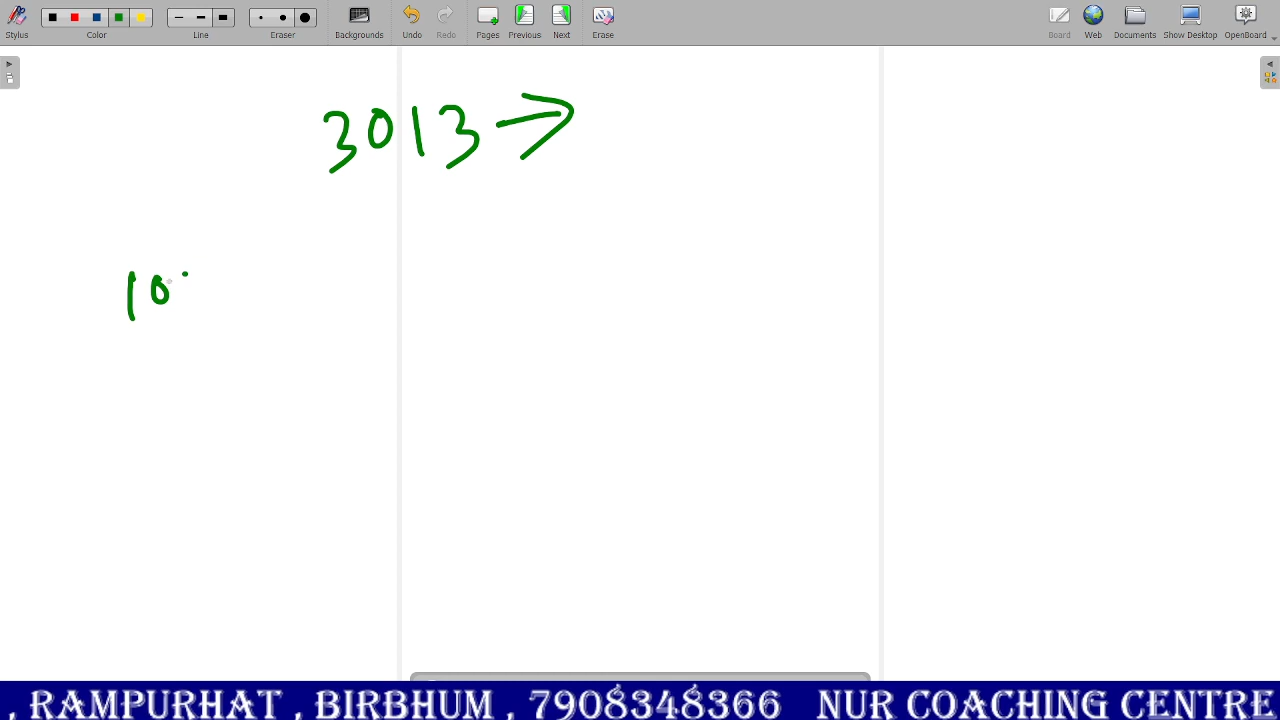 Stylus Color Line Eraser Backgrounds Undo Redo Pages Previous Next Erase Board Web Documents Show Desktop OpenBoard
3013 →
10
, RAMPURHAT , BIRBHUM , 7908348366 NUR COACHING CENTRE